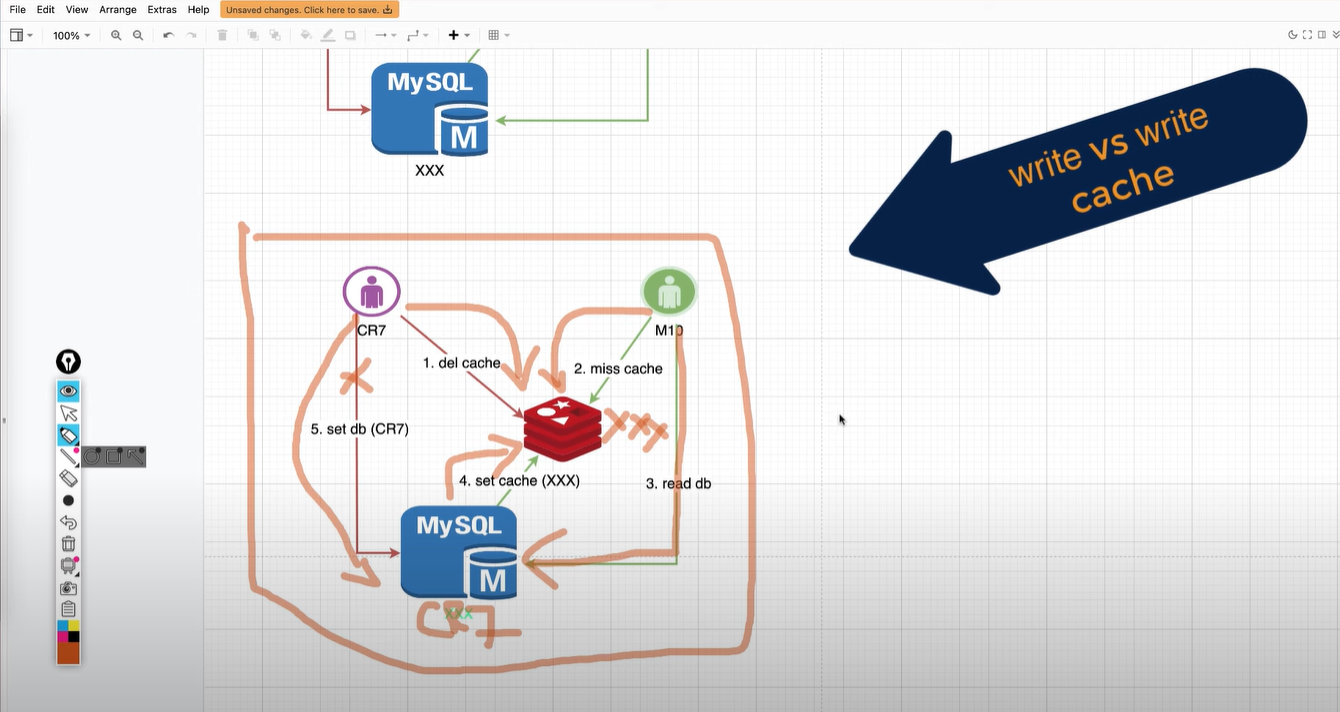 File Edit View Arrange Extras Help Unsaved changes. Click here to save.
100%
MySQL
M
XXX
write vs write
cache
CR7
M10
1. del cache
2. miss cache
XXX
5. set db (CR7)
4. set cache (XXX)
3. read db
MySQL
M
XXX
CR7